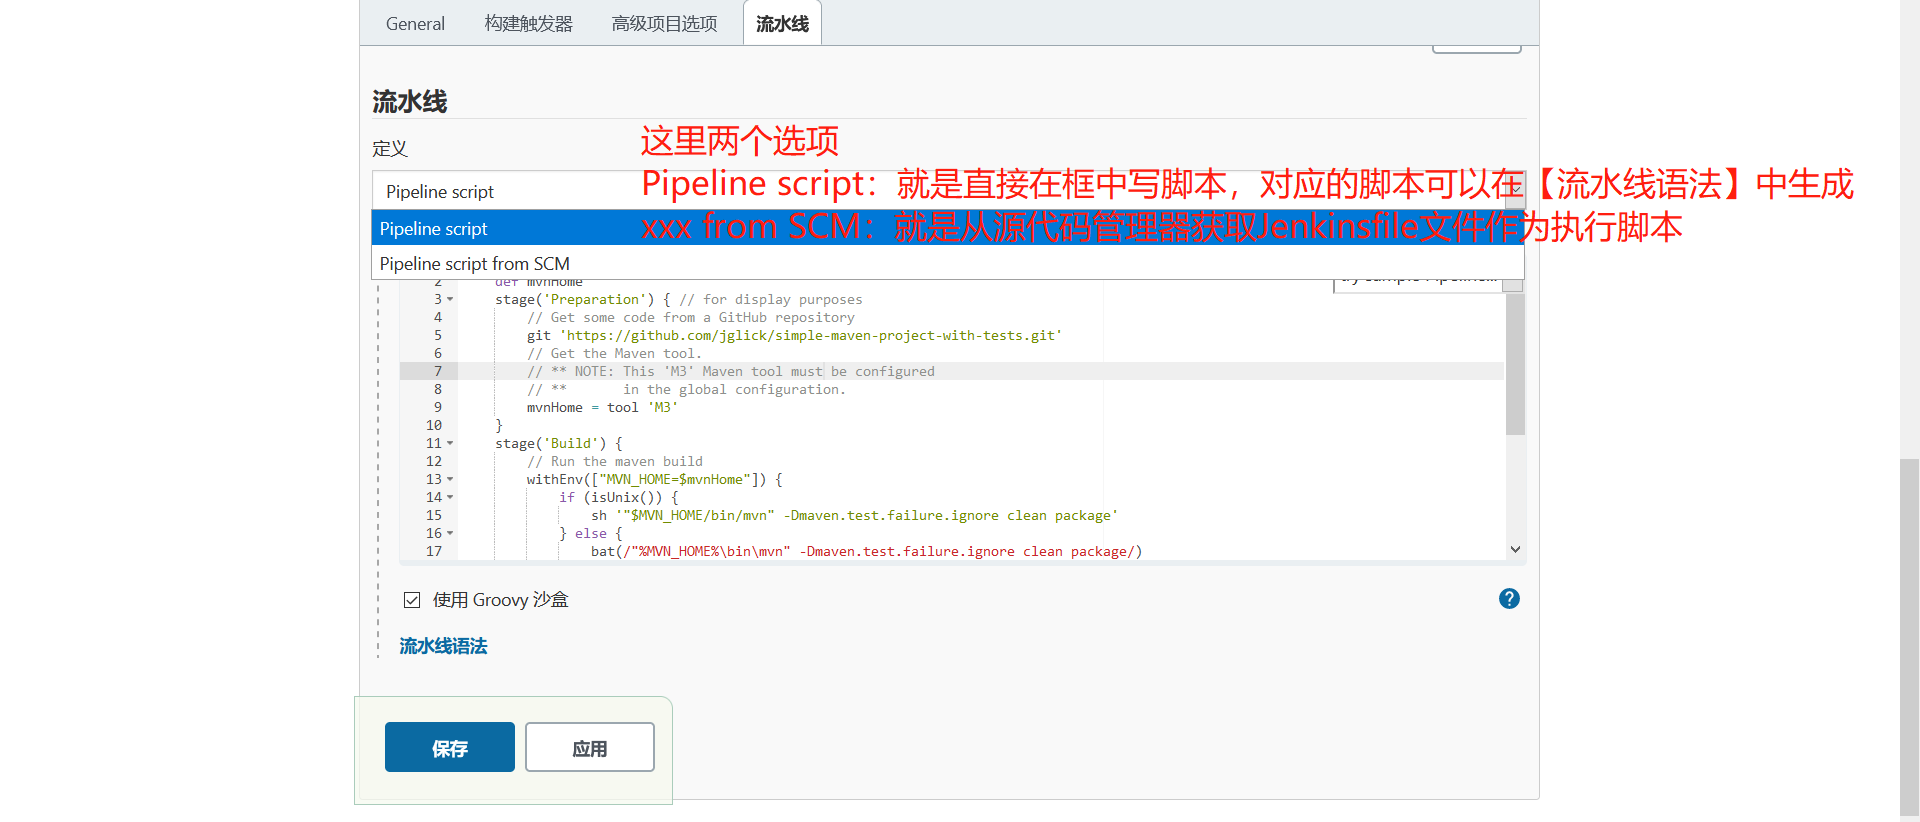 General 构建触发器 高级项目选项 流水线
流水线
定义
这里两个选项
Pipeline script
Pipeline script：就是直接在框中写脚本，对应的脚本可以在【流水线语法】中生成
Pipeline script
xxx from SCM：就是从源代码管理器获取Jenkinsfile文件作为执行脚本
Pipeline script from SCM
try sample Pipeline...
2 def mvnHome
3 stage('Preparation') { // for display purposes
4 // Get some code from a GitHub repository
5 git 'https://github.com/jglick/simple-maven-project-with-tests.git'
6 // Get the Maven tool.
7 // ** NOTE: This 'M3' Maven tool must be configured
8 // **       in the global configuration.
9 mvnHome = tool 'M3'
10 }
11 stage('Build') {
12 // Run the maven build
13 withEnv(["MVN_HOME=$mvnHome"]) {
14 if (isUnix()) {
15 sh '"$MVN_HOME/bin/mvn" -Dmaven.test.failure.ignore clean package'
16 } else {
17 bat(/"%MVN_HOME%\bin\mvn" -Dmaven.test.failure.ignore clean package/)
使用 Groovy 沙盒
?
流水线语法
保存 应用